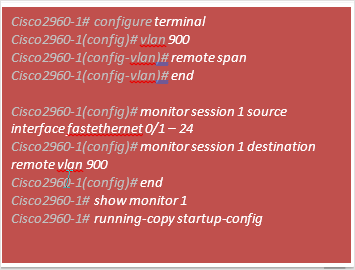 Cisco2960-1# configure terminal
Cisco2960-1(config)# vlan 900
Cisco2960-1(config-vlan)# remote span
Cisco2960-1(config-vlan)# end
Cisco2960-1(config)# monitor session 1 source
interface fastethernet 0/1 – 24
Cisco2960-1(config)# monitor session 1 destination
remote vlan 900
Cisco2960-1(config)# end
Cisco2960-1# show monitor 1
Cisco2960-1# running-copy startup-config